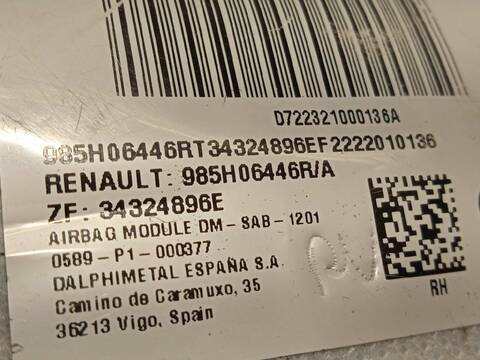 D722321000136A
985H06446RT34324896EF2222010136
RENAULT: 985H06446R/A
ZF: 34324896E
AIRBAG MODULE DM-SAB-1201
0589-P1-000377
DALPHIMETAL ESPAÑA S.A.
Camino de Caramuxo, 35
36213 Vigo, Spain
RH